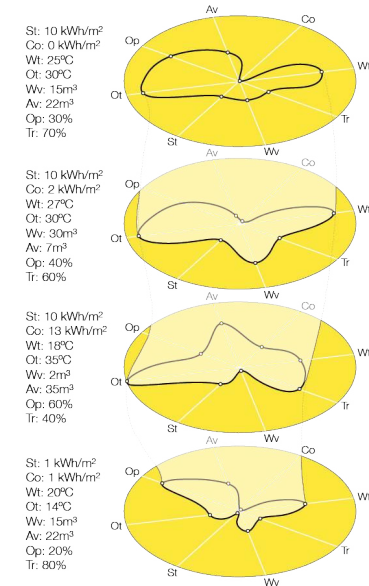 Av
Co
Op
Wt
Ot
Tr
St
Wv
St: 10 kWh/m²
Co: 0 kWh/m²
Wt: 25ºC
Ot: 30ºC
Wv: 15m³
Av: 22m³
Op: 30%
Tr: 70%
Av
Co
Op
Wt
Ot
Tr
St
Wv
St: 10 kWh/m²
Co: 2 kWh/m²
Wt: 27ºC
Ot: 30ºC
Wv: 30m³
Av: 7m³
Op: 40%
Tr: 60%
Av
Co
Op
Wt
Ot
Tr
St
Wv
St: 10 kWh/m²
Co: 13 kWh/m²
Wt: 18ºC
Ot: 35ºC
Wv: 2m³
Av: 35m³
Op: 60%
Tr: 40%
Av
Co
Op
Wt
Ot
Tr
St
Wv
St: 1 kWh/m²
Co: 1 kWh/m²
Wt: 20ºC
Ot: 14ºC
Wv: 15m³
Av: 22m³
Op: 20%
Tr: 80%